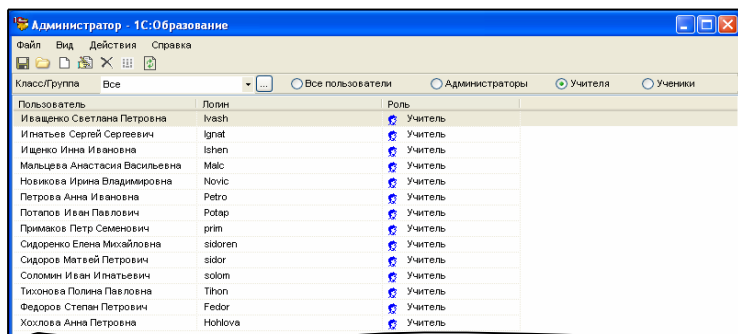 Администратор - 1С:Образование
Файл Вид Действия Справка
Класс/Группа Все ... Все пользователи Администраторы Учителя Ученики
Пользователь Логин Роль
Иващенко Светлана Петровна Ivash Учитель
Игнатьев Сергей Сергеевич Ignat Учитель
Ищенко Инна Ивановна Ishen Учитель
Мальцева Анастасия Васильевна Malc Учитель
Новикова Ирина Владимировна Novic Учитель
Петрова Анна Ивановна Petro Учитель
Потапов Иван Павлович Potap Учитель
Примаков Петр Семенович prim Учитель
Сидоренко Елена Михайловна sidoren Учитель
Сидоров Матвей Петрович sidor Учитель
Соломин Иван Игнатьевич solom Учитель
Тихонова Полина Павловна Tihon Учитель
Федоров Степан Петрович Fedor Учитель
Хохлова Анна Петровна Hohlova Учитель